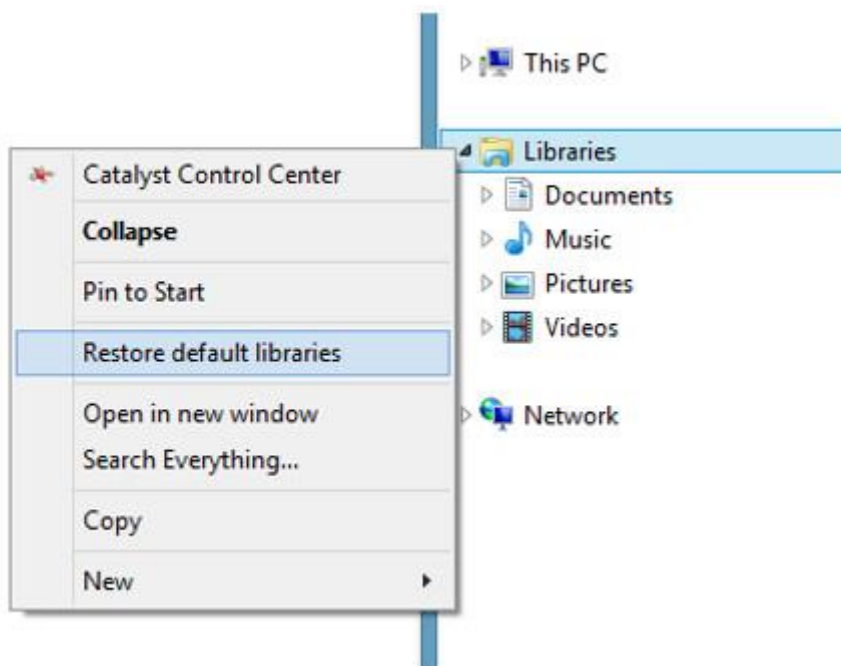 This PC
Libraries
Documents
Music
Pictures
Videos
Network
Catalyst Control Center
Collapse
Pin to Start
Restore default libraries
Open in new window
Search Everything...
Copy
New